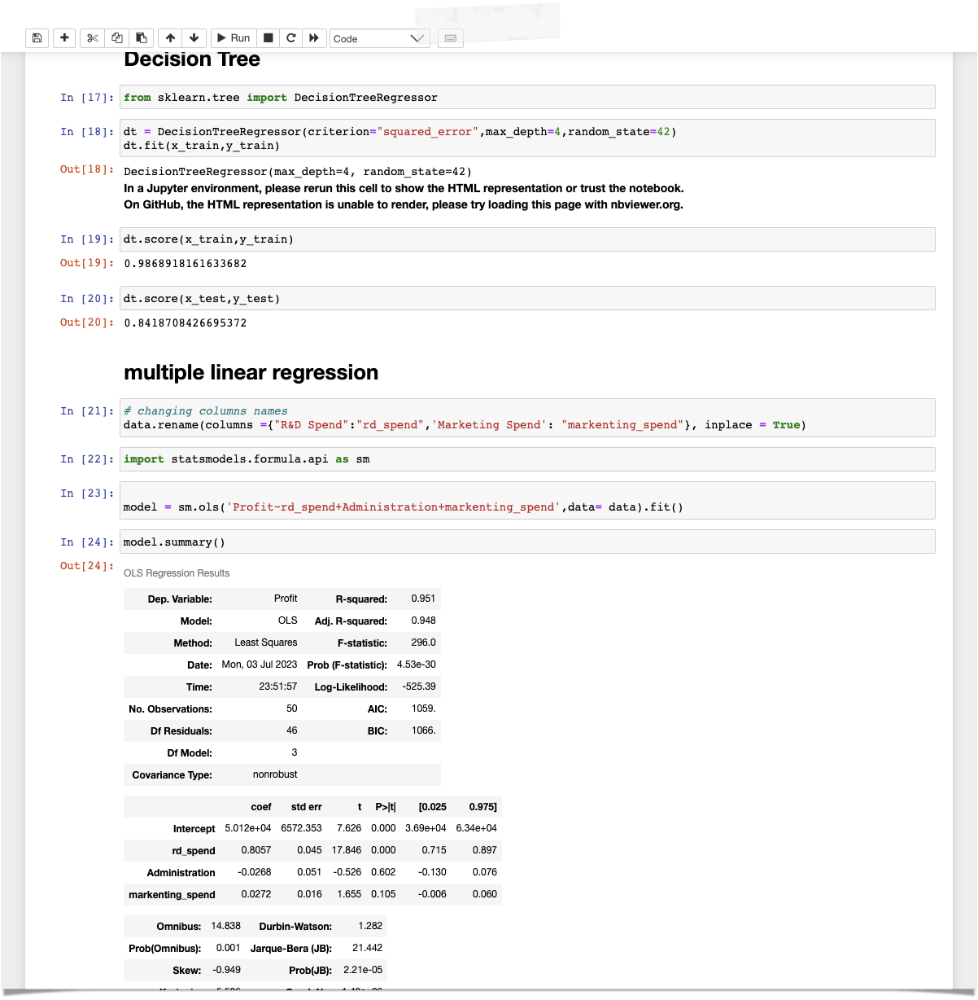 Run Code
Decision Tree
In [17]: from sklearn.tree import DecisionTreeRegressor
In [18]: dt = DecisionTreeRegressor(criterion="squared_error",max_depth=4,random_state=42)
dt.fit(x_train,y_train)
Out[18]: DecisionTreeRegressor(max_depth=4, random_state=42)
In a Jupyter environment, please rerun this cell to show the HTML representation or trust the notebook.
On GitHub, the HTML representation is unable to render, please try loading this page with nbviewer.org.
In [19]: dt.score(x_train,y_train)
Out[19]: 0.9868918161633682
In [20]: dt.score(x_test,y_test)
Out[20]: 0.8418708426695372
multiple linear regression
In [21]: # changing columns names
data.rename(columns ={"R&D Spend":"rd_spend",'Marketing Spend': "markenting_spend"}, inplace = True)
In [22]: import statsmodels.formula.api as sm
In [23]:
model = sm.ols('Profit~rd_spend+Administration+markenting_spend',data= data).fit()
In [24]: model.summary()
Out[24]:
OLS Regression Results
Dep. Variable: Profit R-squared: 0.951
Model: OLS Adj. R-squared: 0.948
Method: Least Squares F-statistic: 296.0
Date: Mon, 03 Jul 2023 Prob (F-statistic): 4.53e-30
Time: 23:51:57 Log-Likelihood: -525.39
No. Observations: 50 AIC: 1059.
Df Residuals: 46 BIC: 1066.
Df Model: 3
Covariance Type: nonrobust
coef std err t P>|t| [0.025 0.975]
Intercept 5.012e+04 6572.353 7.626 0.000 3.69e+04 6.34e+04
rd_spend 0.8057 0.045 17.846 0.000 0.715 0.897
Administration -0.0268 0.051 -0.526 0.602 -0.130 0.076
markenting_spend 0.0272 0.016 1.655 0.105 -0.006 0.060
Omnibus: 14.838 Durbin-Watson: 1.282
Prob(Omnibus): 0.001 Jarque-Bera (JB): 21.442
Skew: -0.949 Prob(JB): 2.21e-05